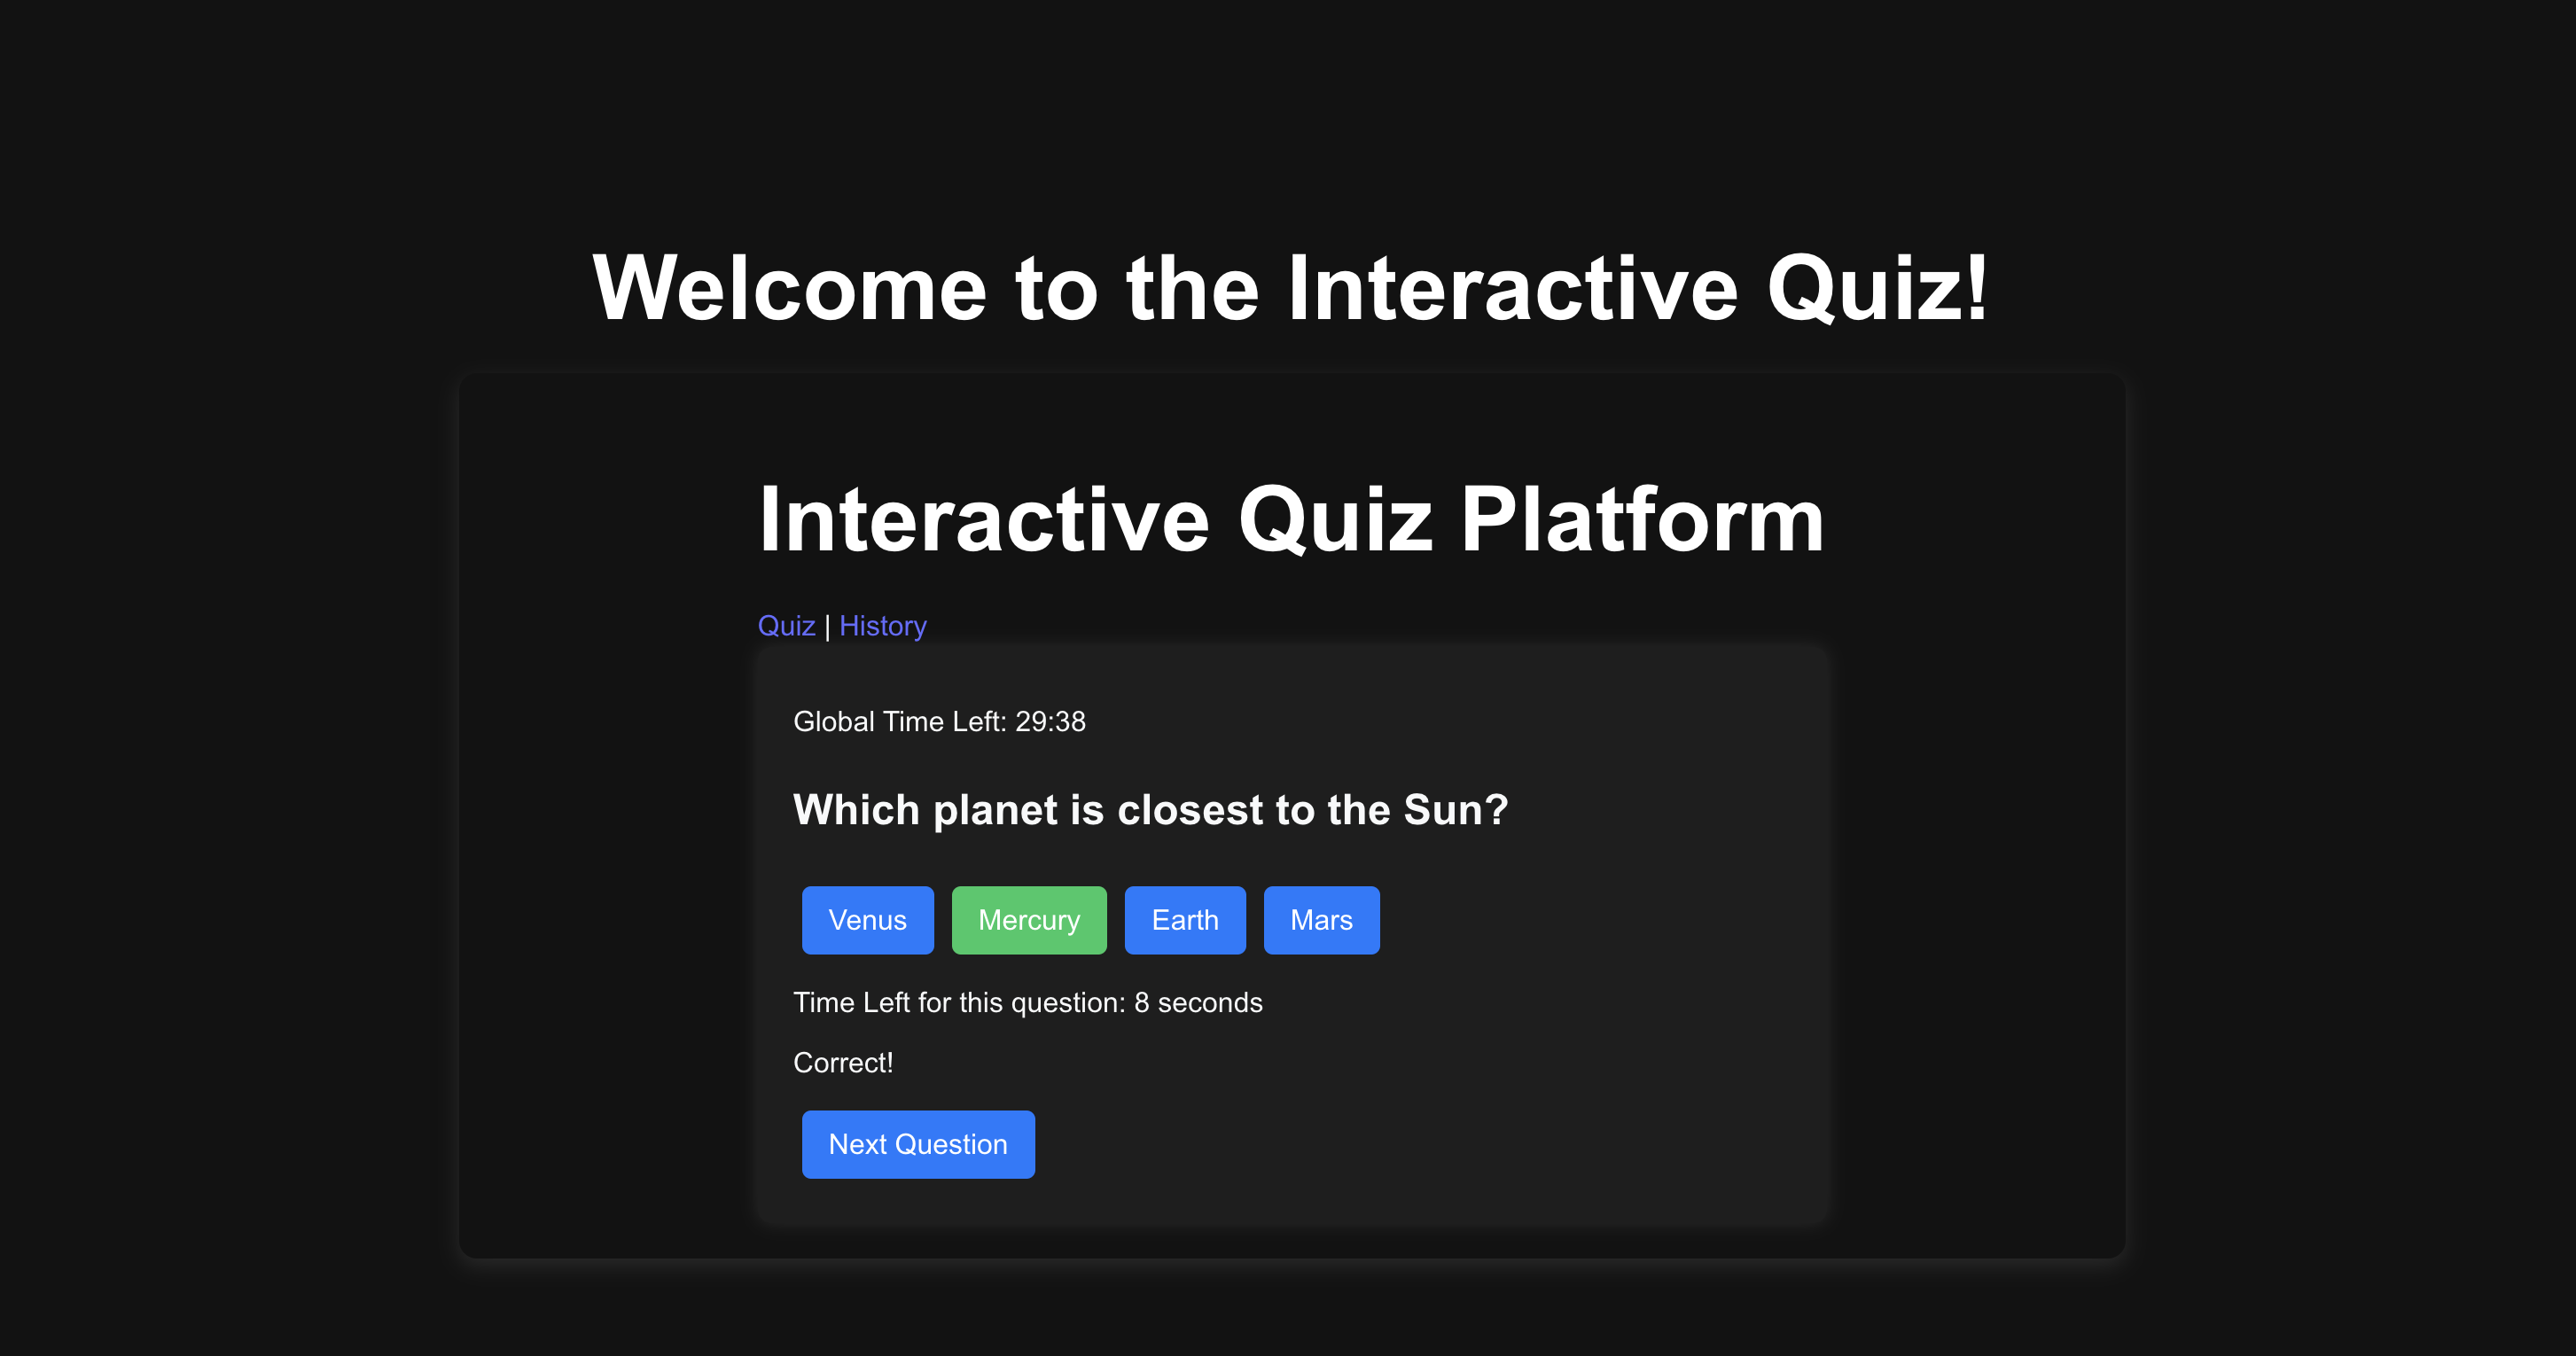 Welcome to the Interactive Quiz!
Interactive Quiz Platform
Quiz | History
Global Time Left: 29:38
Which planet is closest to the Sun?
Venus Mercury Earth Mars
Time Left for this question: 8 seconds
Correct!
Next Question